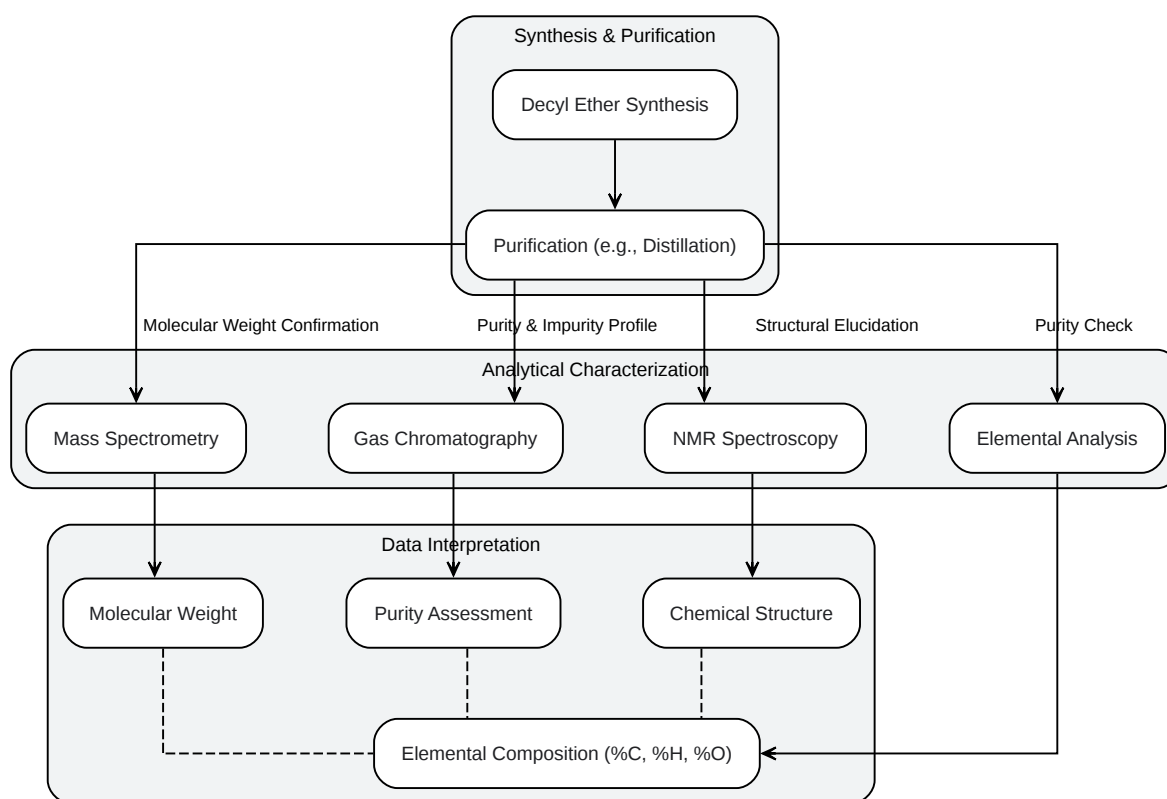 Synthesis & Purification
Decyl Ether Synthesis
Purification (e.g., Distillation)
Molecular Weight Confirmation
Purity & Impurity Profile
Structural Elucidation
Purity Check
Analytical Characterization
Mass Spectrometry
Gas Chromatography
NMR Spectroscopy
Elemental Analysis
Data Interpretation
Molecular Weight
Purity Assessment
Chemical Structure
Elemental Composition (%C, %H, %O)